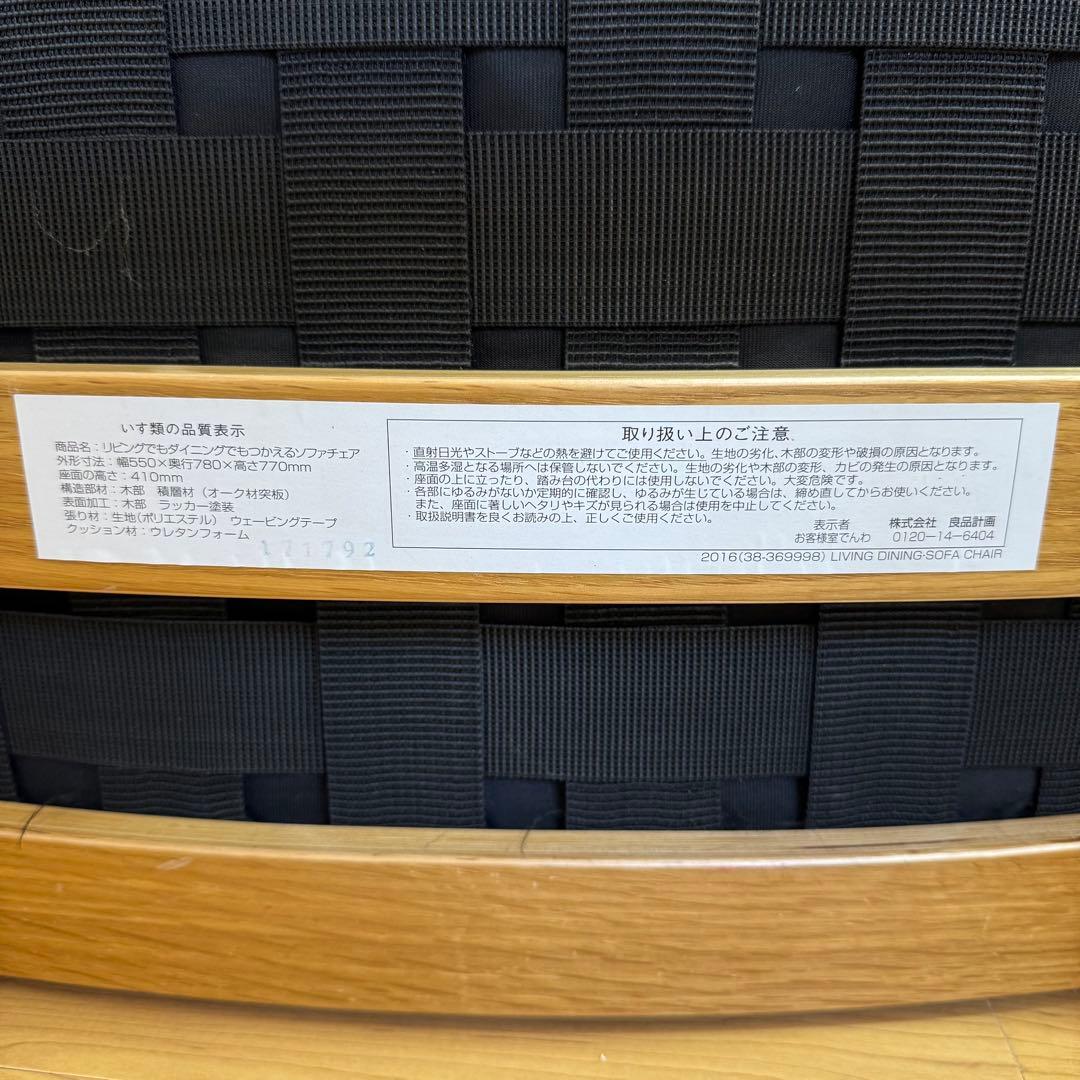 いす類の品質表示
商品名：リビングでもダイニングでもつかえるソファチェア
外形寸法：幅550×奥行780×高さ770mm
座面の高さ：410mm
構造部材：木部 積層材（オーク材突板）
表面加工：木部 ラッカー塗装
張り材：生地(ポリエステル) ウェービングテープ
クッション材：ウレタンフォーム
171792
取り扱い上のご注意
・直射日光やストーブなどの熱を避けてご使用ください。生地の劣化、木部の変形や破損の原因となります。
・高温多湿となる場所へは保管しないでください。生地の劣化や木部の変形、カビの発生の原因となります。
・座面の上に立ったり、踏み台の代わりには使用しないでください。大変危険です。
・各部にゆるみがないか定期的に確認し、ゆるみが生じている場合は、締め直してからお使いください。
また、座面に著しいヘタリやキズが見られる場合は使用を中止してください。
・取扱説明書を良くお読みの上、正しくご使用ください。
表示者 株式会社 良品計画
お客様室でんわ 0120-14-6404
2016(38-369998) LIVING DINING·SOFA CHAIR